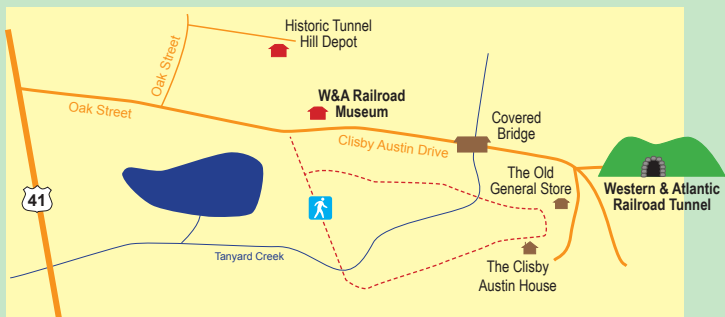 Historic Tunnel
Hill Depot
Oak Street
W&A Railroad
Museum
Oak Street
Covered
Bridge
Clisby Austin Drive
The Old
General Store
Western & Atlantic
Railroad Tunnel
41
Tanyard Creek
The Clisby
Austin House